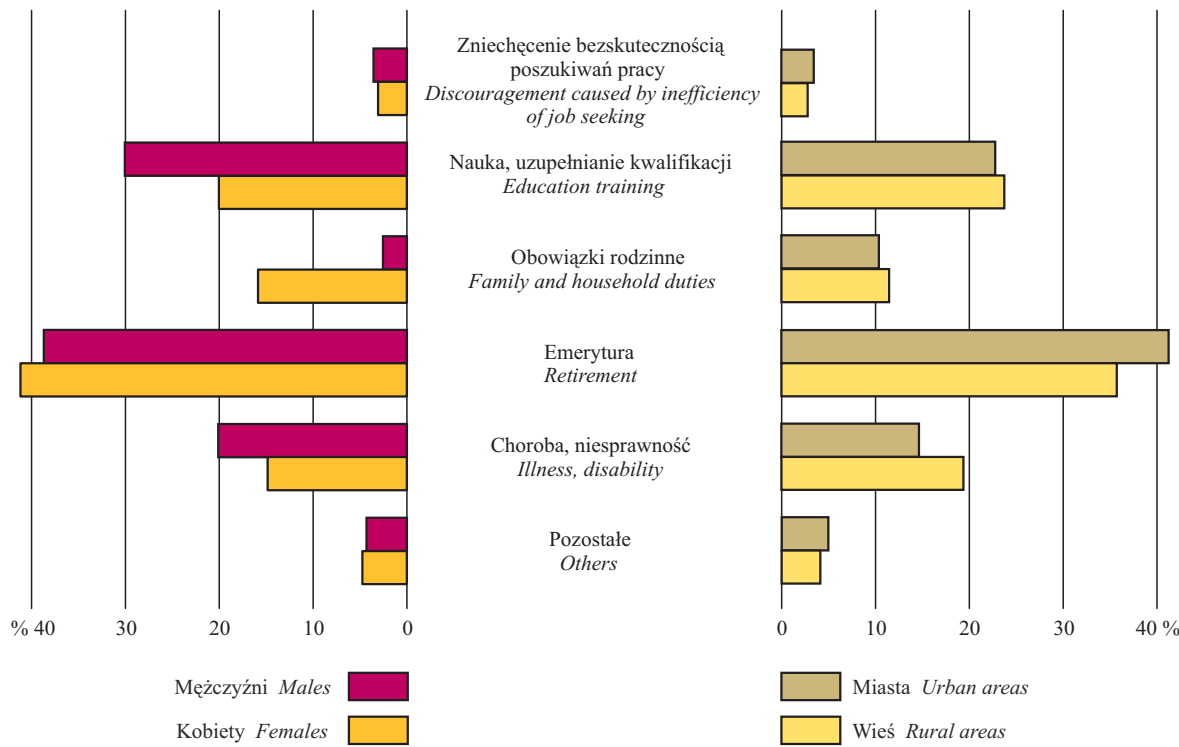 Zniechęcenie bezskutecznością
poszukiwań pracy
Discouragement caused by inefficiency
of job seeking
Nauka, uzupełnianie kwalifikacji
Education training
Obowiązki rodzinne
Family and household duties
Emerytura
Retirement
Choroba, niesprawność
Illness, disability
Pozostałe
Others
% 40 30 20 10 0 0 10 20 30 40 %
Mężczyźni Males
Kobiety Females
Miasta Urban areas
Wieś Rural areas